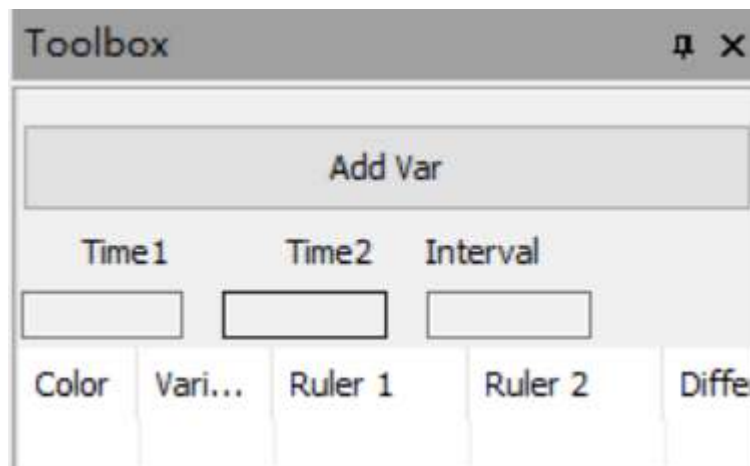 Toolbox
Add Var
Time1 Time2 Interval
Color Vari... Ruler 1 Ruler 2 Diffe